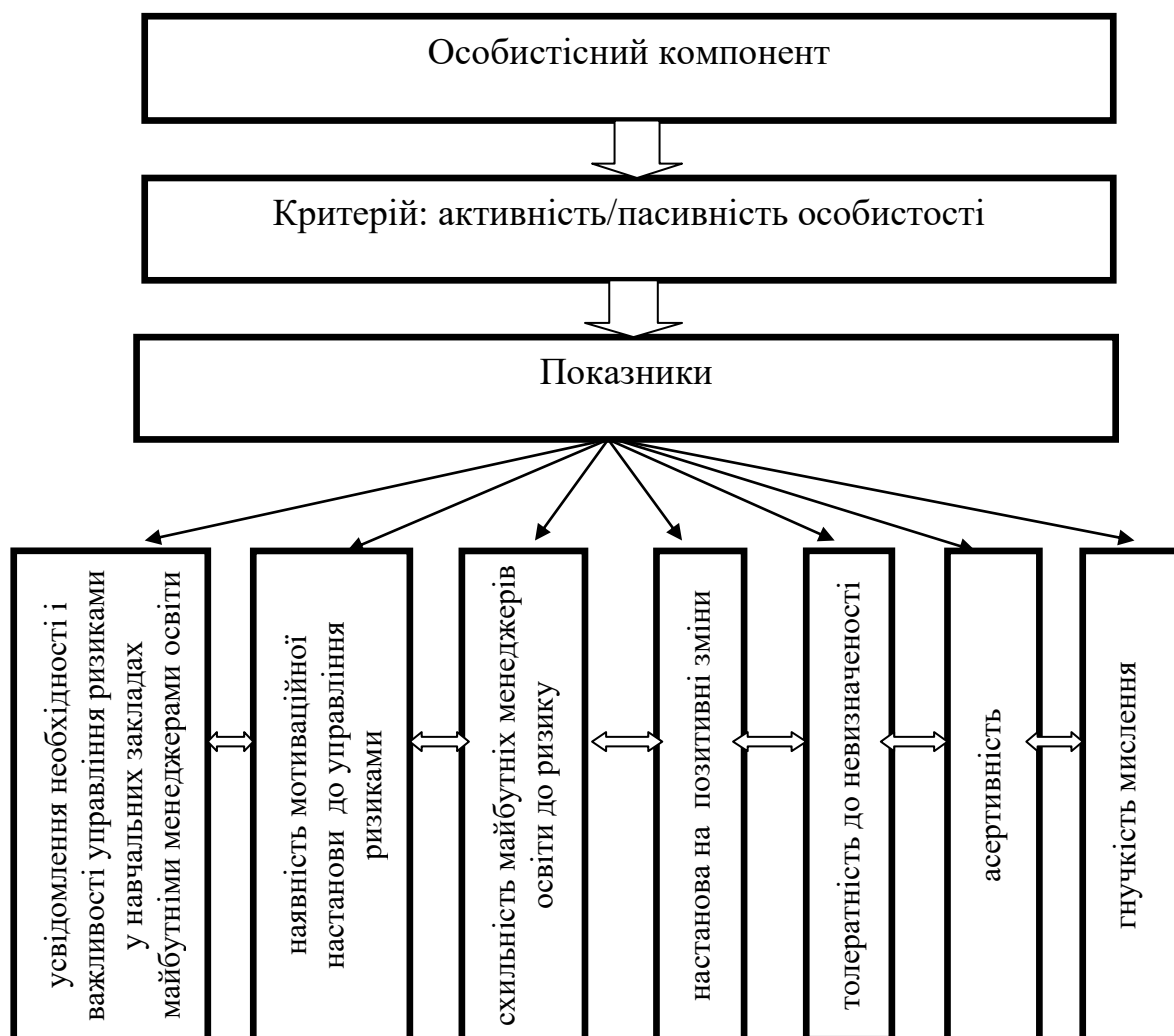 Особистісний компонент
Критерій: активність/пасивність особистості
Показники
усвідомлення необхідності і
важливості управління ризиками
у навчальних закладах
майбутніми менеджерами освіти
наявність мотиваційної
настанови до управління
ризиками
схильність майбутніх менеджерів
освіти до ризику
настанова на позитивні зміни
толератність до невизначеності
асертивність
гнучкість мислення